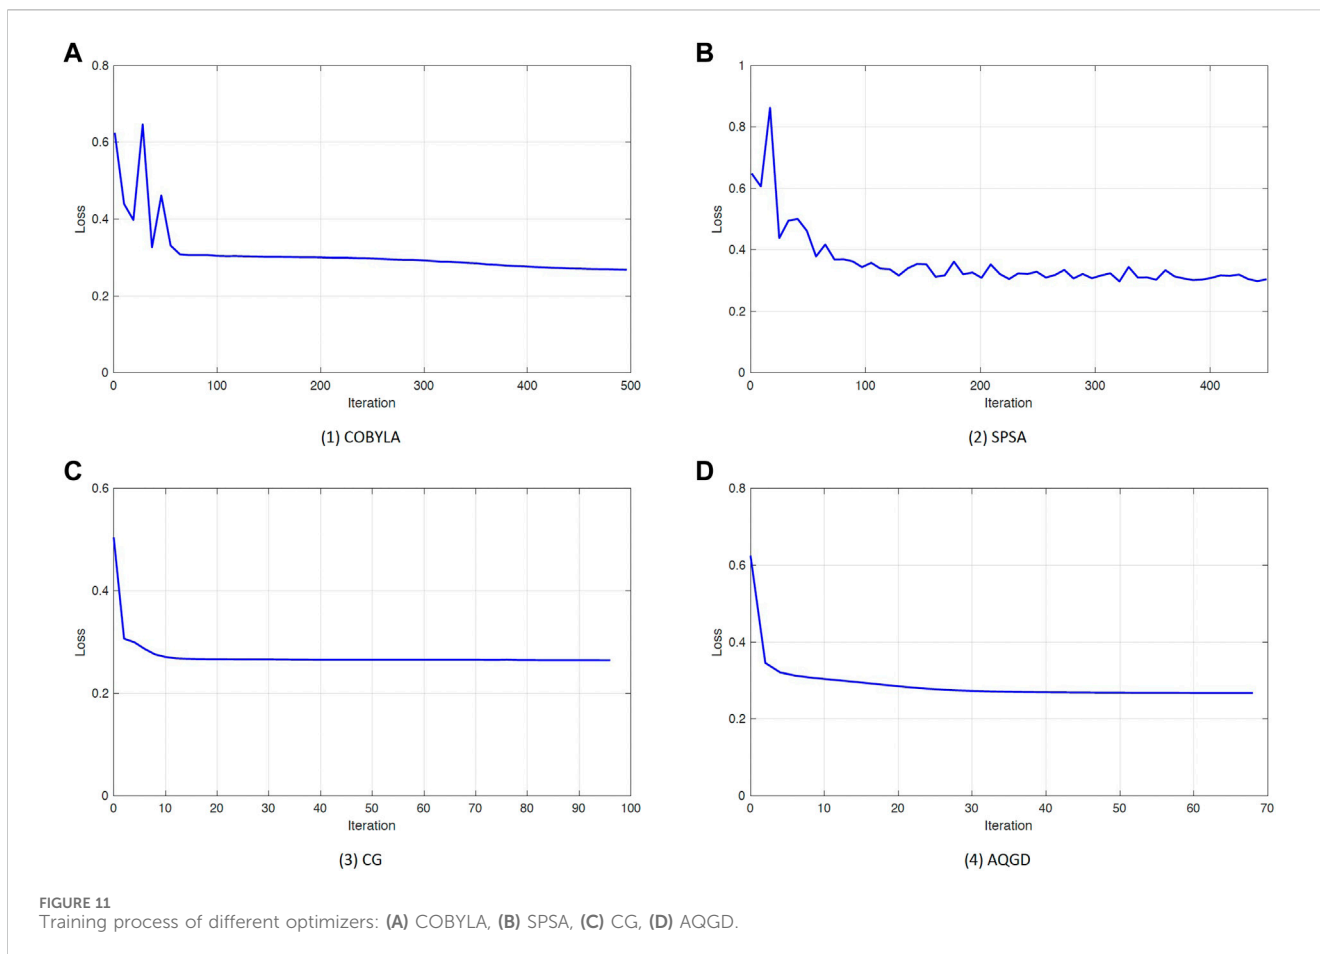 A
0.8
0.6
0.4
0.2
0
Loss
0 100 200 300 400 500
Iteration
(1) COBYLA
B
1
0.8
0.6
0.4
0.2
0
Loss
0 100 200 300 400
Iteration
(2) SPSA
C
0.6
0.4
0.2
0
Loss
0 10 20 30 40 50 60 70 80 90 100
Iteration
(3) CG
D
0.8
0.6
0.4
0.2
0
Loss
0 10 20 30 40 50 60 70
Iteration
(4) AQGD
FIGURE 11
Training process of different optimizers: (A) COBYLA, (B) SPSA, (C) CG, (D) AQGD.